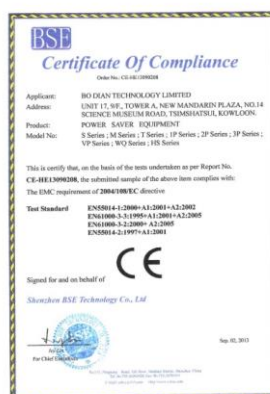 BSE
Certificate Of Compliance
Order No.: CE-HE13090208
Applicant: BO DIAN TECHNOLOGY LIMITED
Address: UNIT 17, 9/F., TOWER A, NEW MANDARIN PLAZA, NO.14
SCIENCE MUSEUM ROAD, TSIMSHATSUI, KOWLOON.
Product: POWER SAVER EQUIPMENT
Model No: S Series ; M Series ; T Series ; 1P Series ; 2P Series ; 3P Series ;
VP Series ; WQ Series ; HS Series
This is certify that, on the basis of the tests undertaken as per Report No.
CE-HE13090208, the submitted sample of the above item complies with:
The EMC requirement of 2004/108/EC directive
Test Standard EN55014-1:2000+A1:2001+A2:2002
EN61000-3-3:1995+A1:2001+A2:2005
EN61000-3-2:2000+ A2:2005
EN55014-2:1997+A1:2001
CE
Signed for and on behalf of
Shenzhen BSE Technology Co., Ltd
For Chief Executive
Sep. 02, 2013